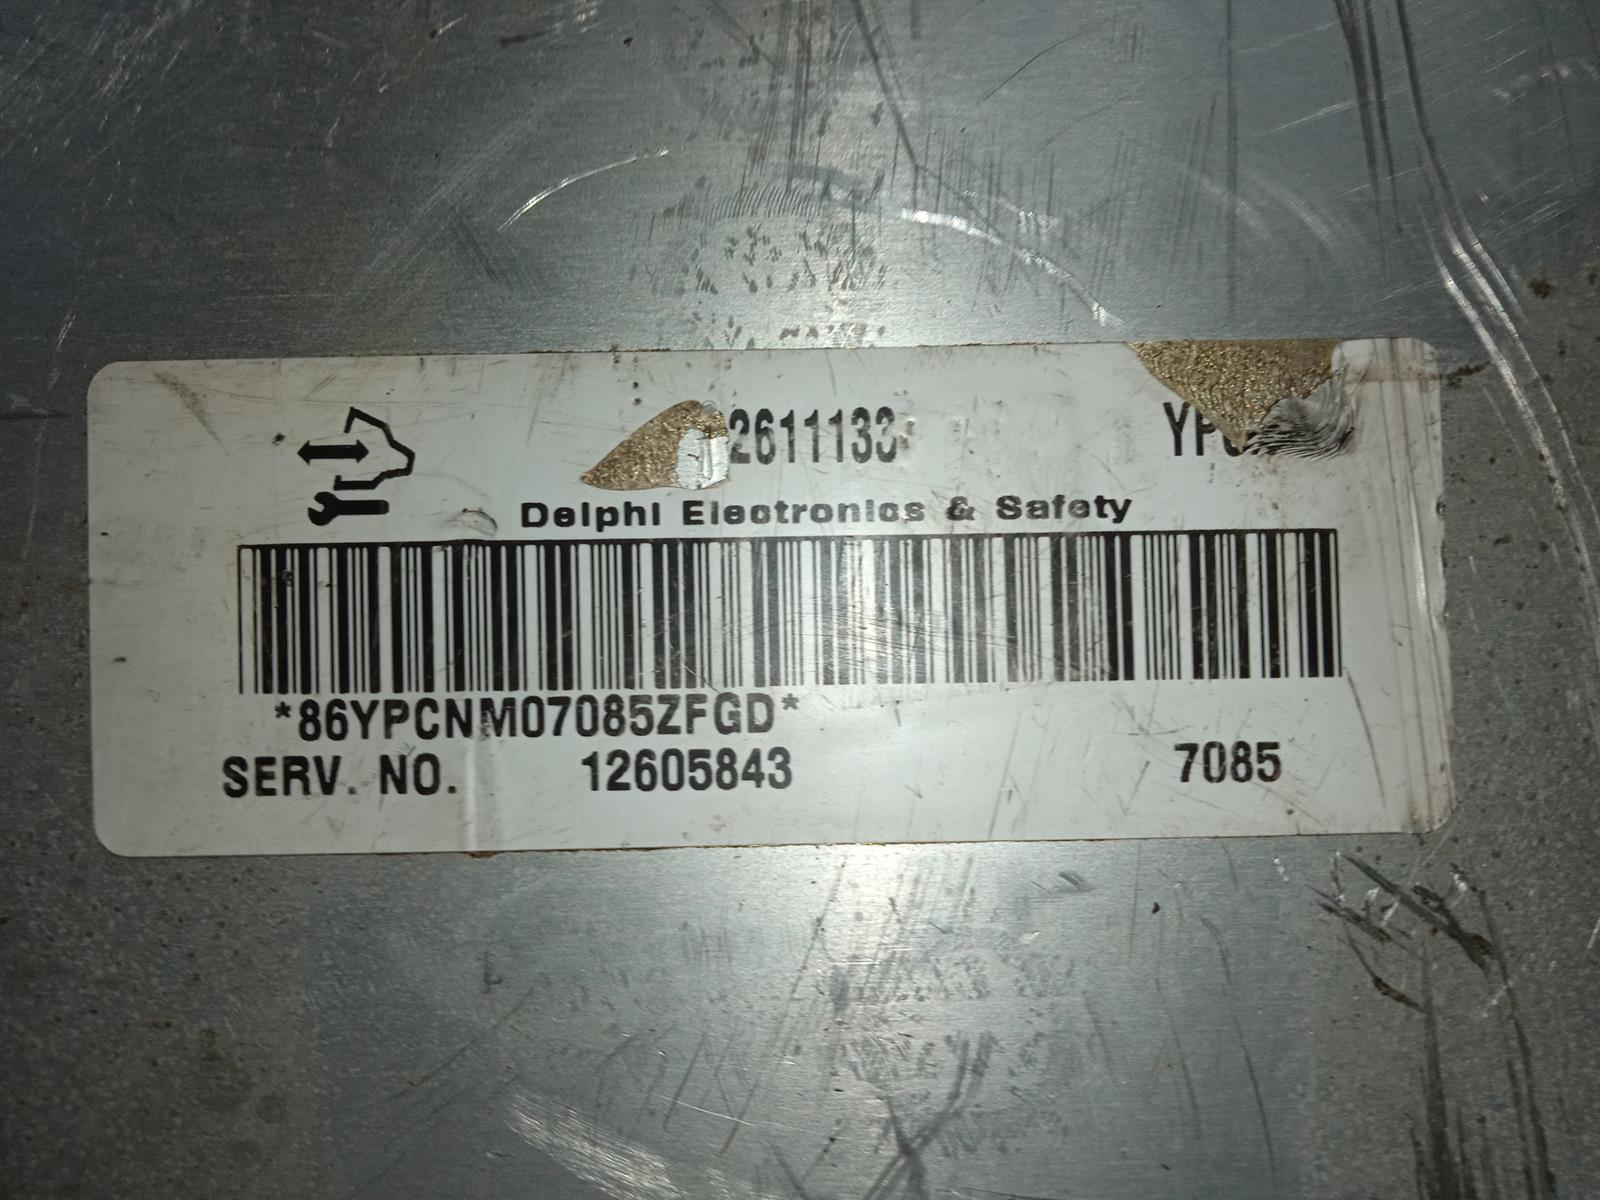 2611133
Delphi Electronics & Safety
*86YPCNM07085ZFGD*
SERV. NO. 12605843 7085